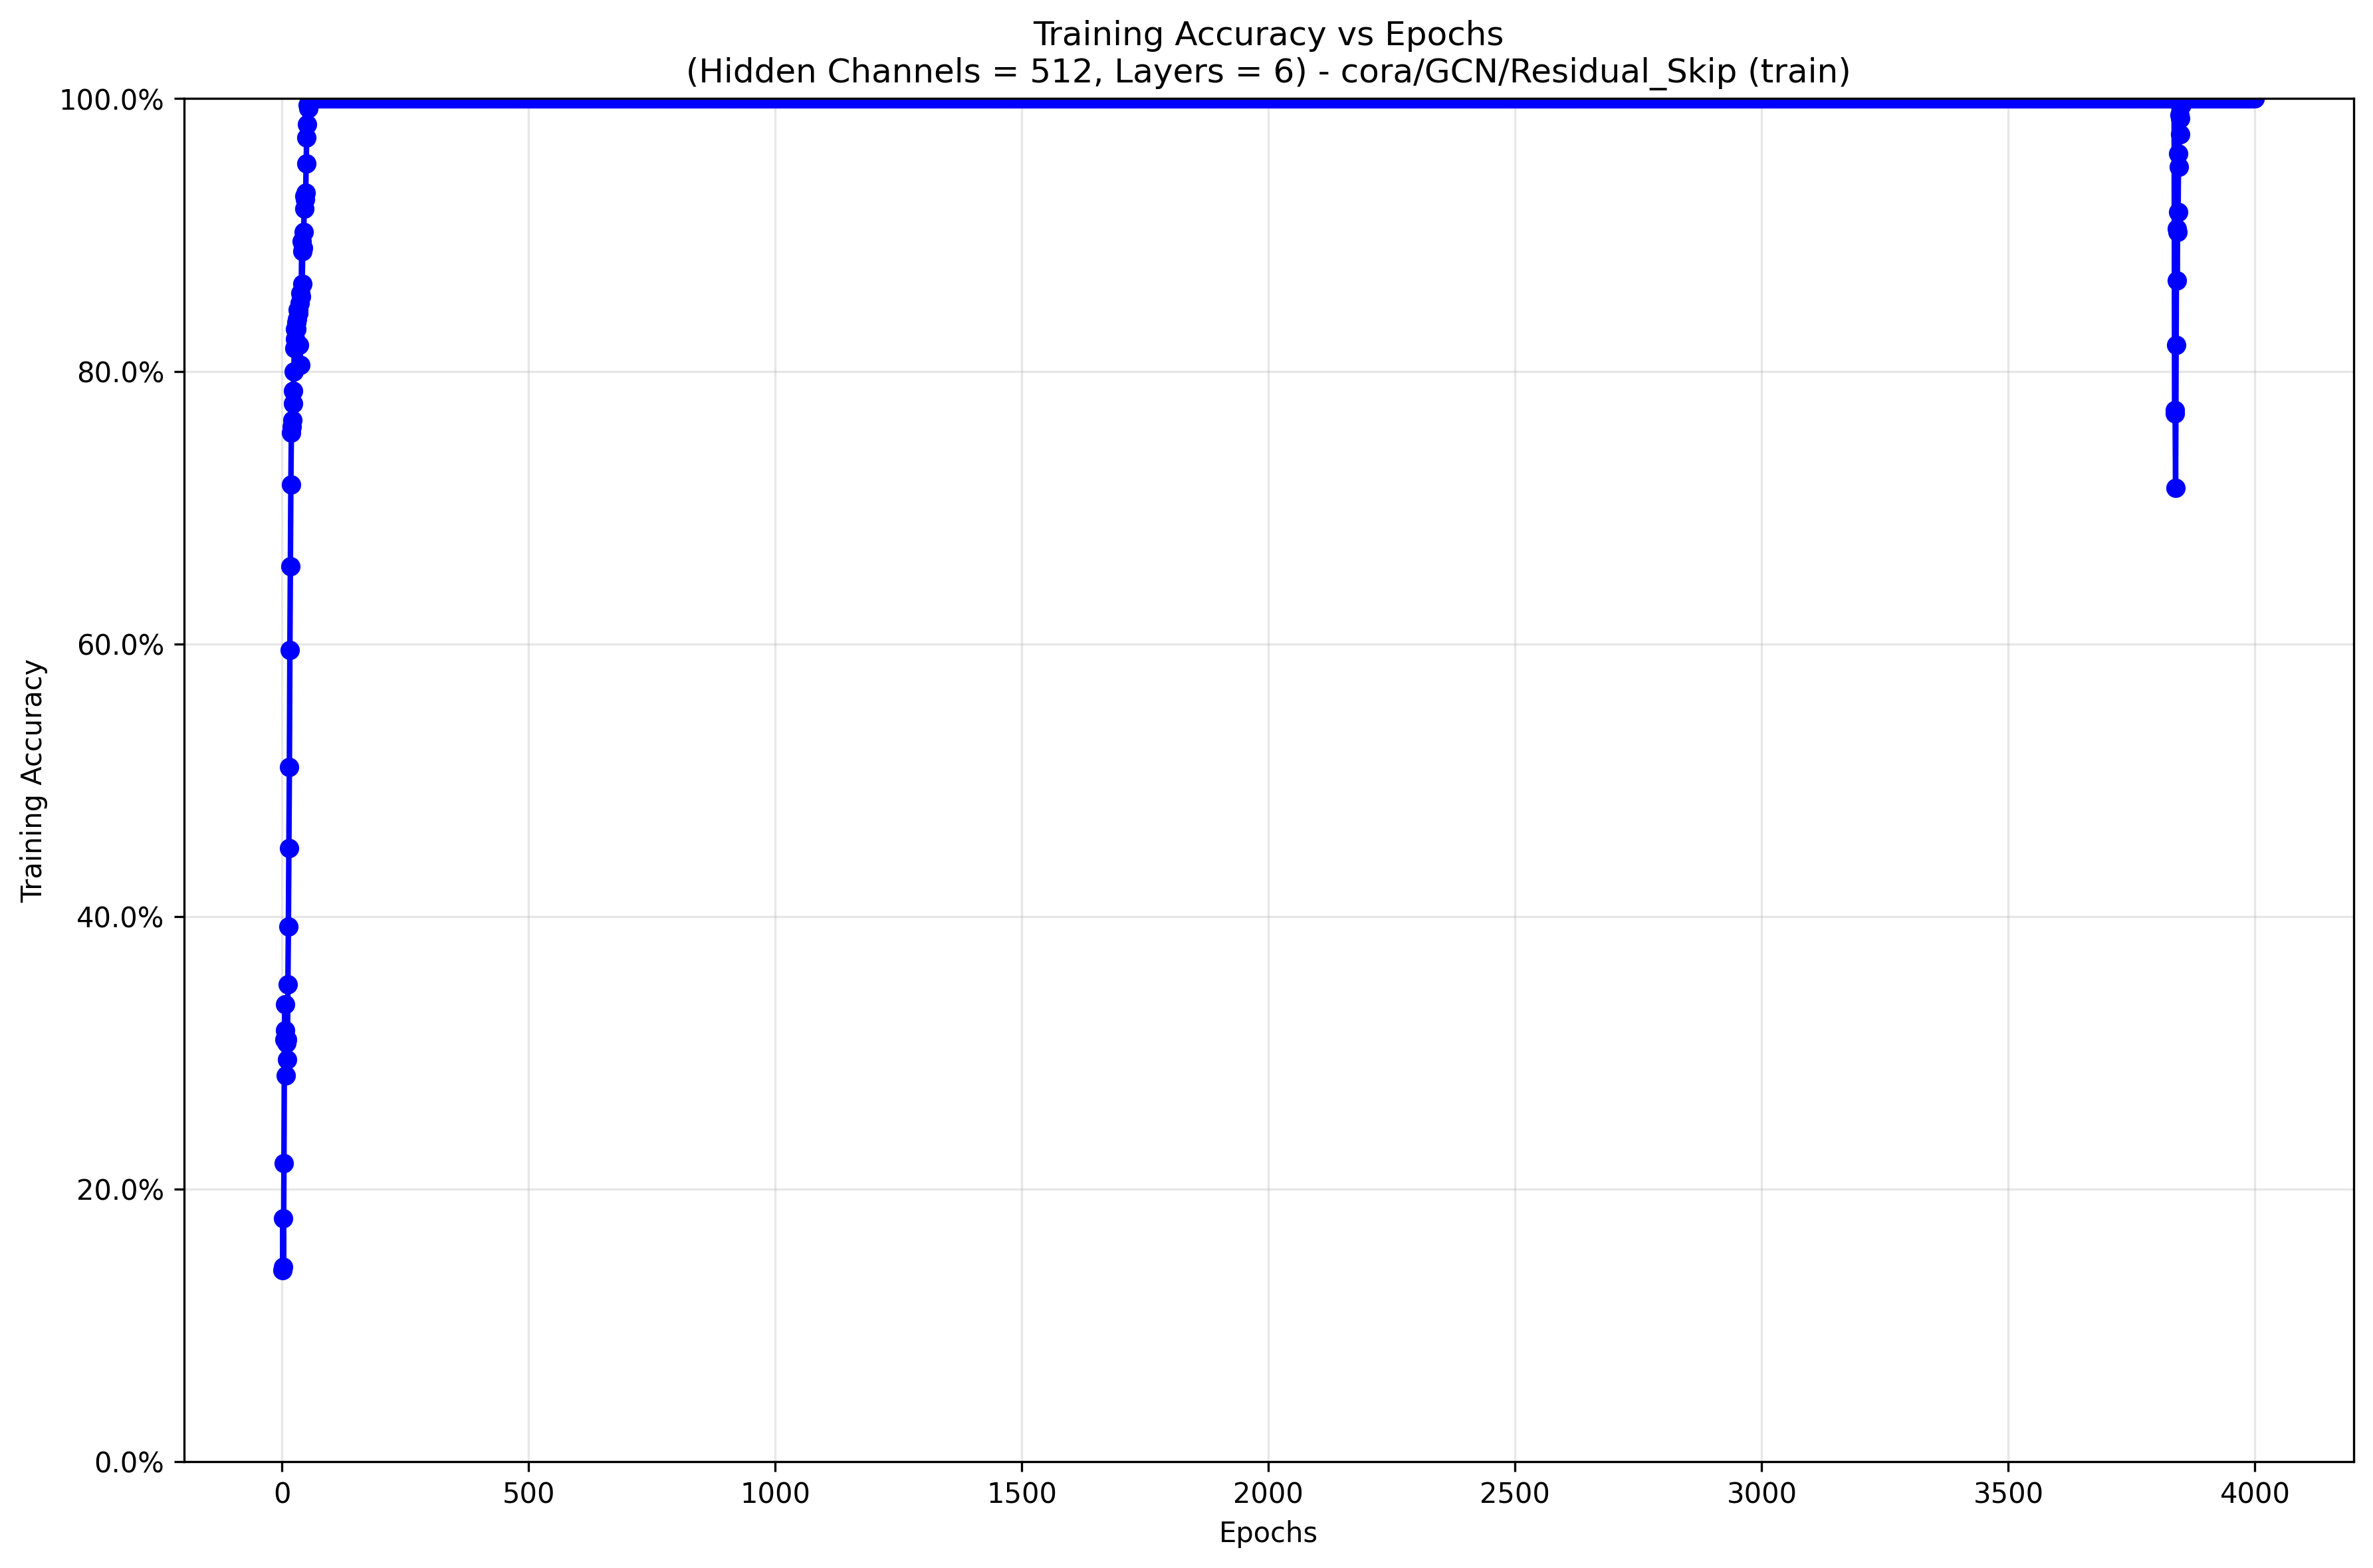 Training Accuracy vs Epochs
(Hidden Channels = 512, Layers = 6) - cora/GCN/Residual_Skip (train)
Training Accuracy
100.0%
80.0%
60.0%
40.0%
20.0%
0.0%
0 500 1000 1500 2000 2500 3000 3500 4000
Epochs